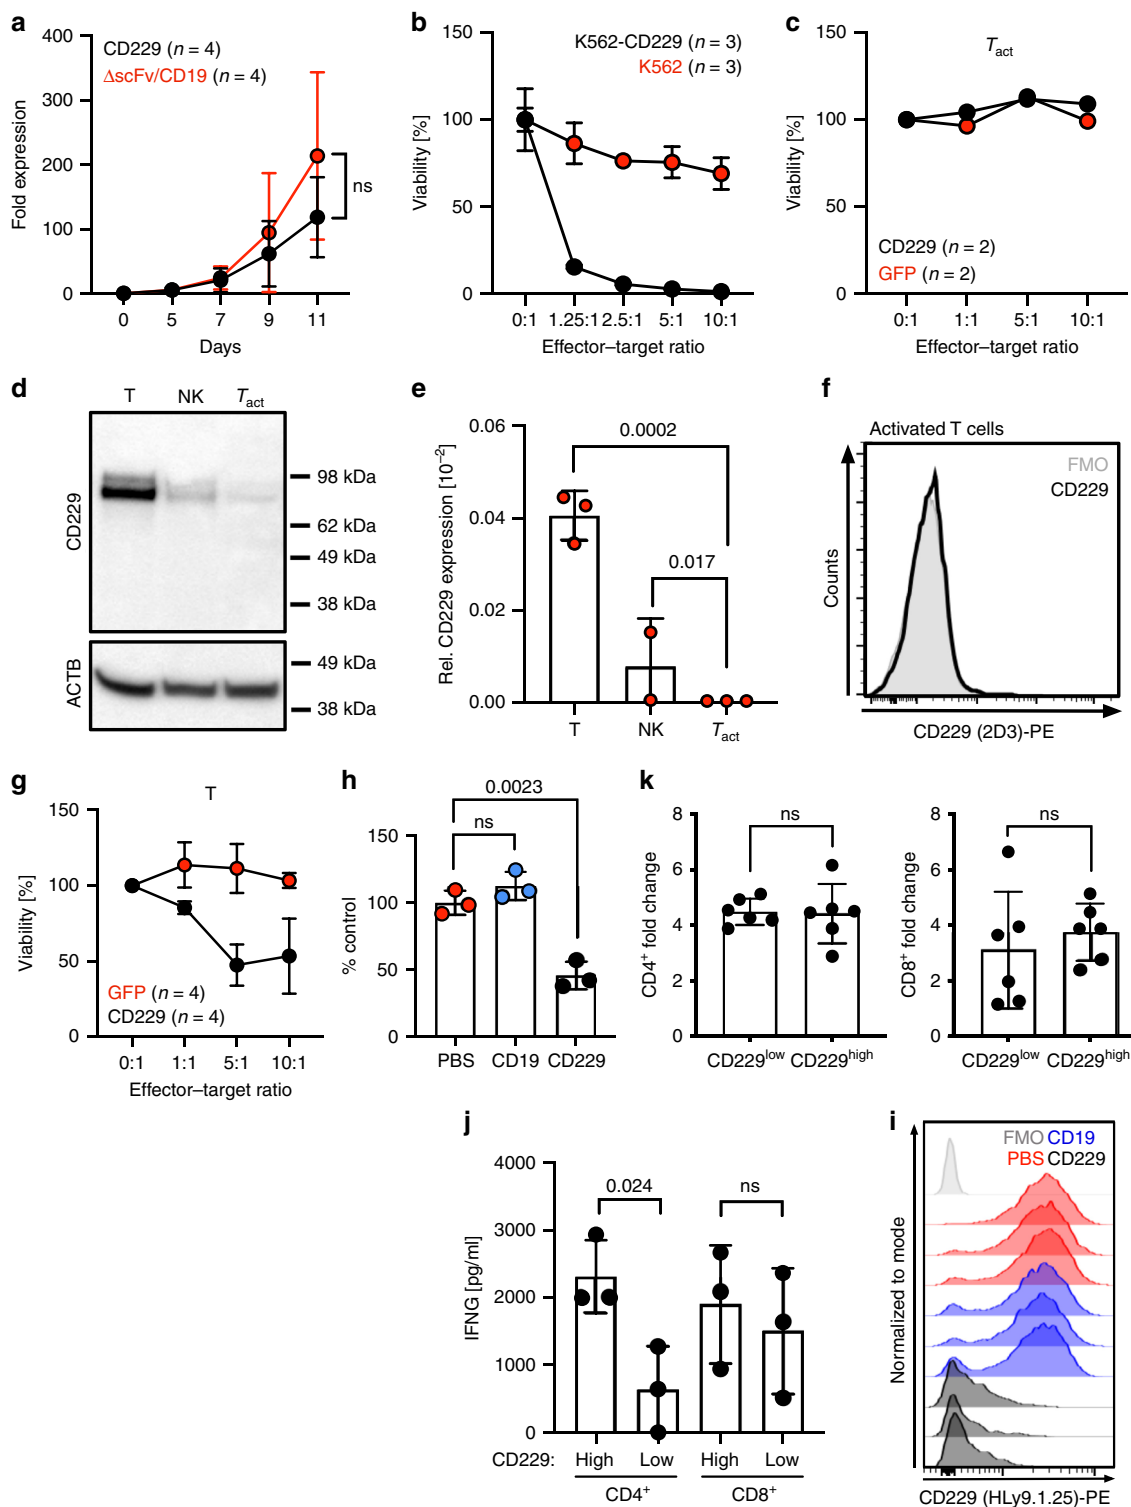 a
400
300
200
100
0
Fold expression
CD229 (n = 4)
ΔscFv/CD19 (n = 4)
ns
0 5 7 9 11
Days
b
150
100
50
0
Viability [%]
K562-CD229 (n = 3)
K562 (n = 3)
0:1 1.25:1 2.5:1 5:1 10:1
Effector–target ratio
c
150
100
50
0
Viability [%]
Tact
CD229 (n = 2)
GFP (n = 2)
0:1 1:1 5:1 10:1
Effector–target ratio
d
T NK Tact
CD229
98 kDa
62 kDa
49 kDa
38 kDa
ACTB
49 kDa
38 kDa
e
0.06
0.04
0.02
0.00
Rel. CD229 expression [10⁻²]
0.0002
0.017
T NK Tact
f
Activated T cells
FMO
CD229
Counts
CD229 (2D3)-PE
g
T
150
100
50
0
Viability [%]
GFP (n = 4)
CD229 (n = 4)
0:1 1:1 5:1 10:1
Effector–target ratio
h
0.0023
ns
150
100
50
0
% control
PBS CD19 CD229
k
8
6
4
2
0
CD4⁺ fold change
ns
CD229low CD229high
8
6
4
2
0
CD8⁺ fold change
ns
CD229low CD229high
j
4000
3000
2000
1000
0
IFNG [pg/ml]
0.024
ns
CD229: High Low High Low
CD4⁺ CD8⁺
i
FMO CD19
PBS CD229
Normalized to mode
CD229 (HLy9.1.25)-PE